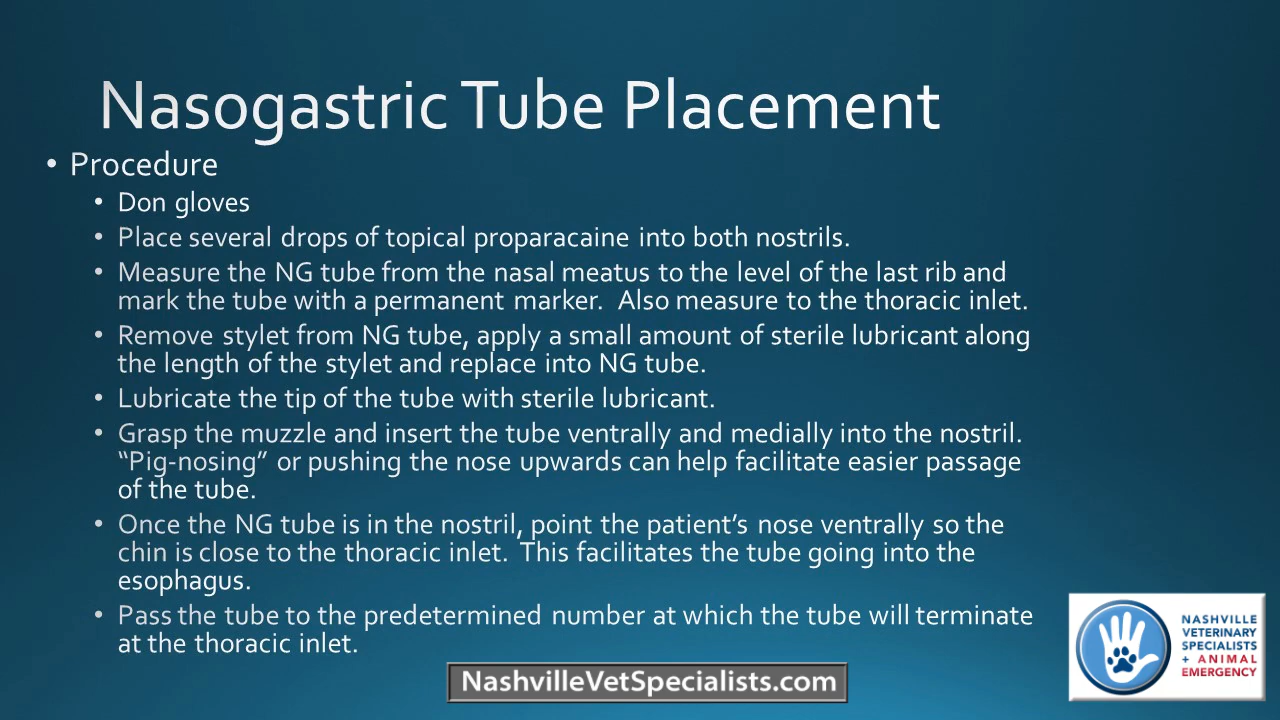 Nasogastric Tube Placement
• Procedure
• Don gloves
• Place several drops of topical proparacaine into both nostrils.
• Measure the NG tube from the nasal meatus to the level of the last rib and
mark the tube with a permanent marker.  Also measure to the thoracic inlet.
• Remove stylet from NG tube, apply a small amount of sterile lubricant along
the length of the stylet and replace into NG tube.
• Lubricate the tip of the tube with sterile lubricant.
• Grasp the muzzle and insert the tube ventrally and medially into the nostril.
“Pig-nosing” or pushing the nose upwards can help facilitate easier passage
of the tube.
• Once the NG tube is in the nostril, point the patient’s nose ventrally so the
chin is close to the thoracic inlet.  This facilitates the tube going into the
esophagus.
• Pass the tube to the predetermined number at which the tube will terminate
at the thoracic inlet.
NashvilleVetSpecialists.com
NASHVILLE
VETERINARY
SPECIALISTS
+ ANIMAL
EMERGENCY